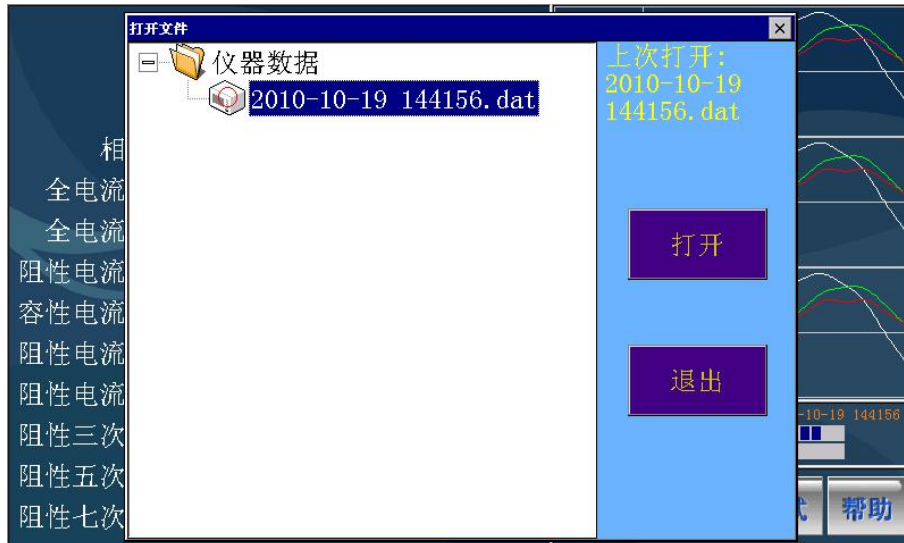 打开文件
仪器数据
2010-10-19 144156.dat
上次打开:
2010-10-19
144156.dat
打开
退出
相
全电流
全电流
阻性电流
容性电流
阻性电流
阻性电流
阻性三次
阻性五次
阻性七次
-10-19 144156
帮助